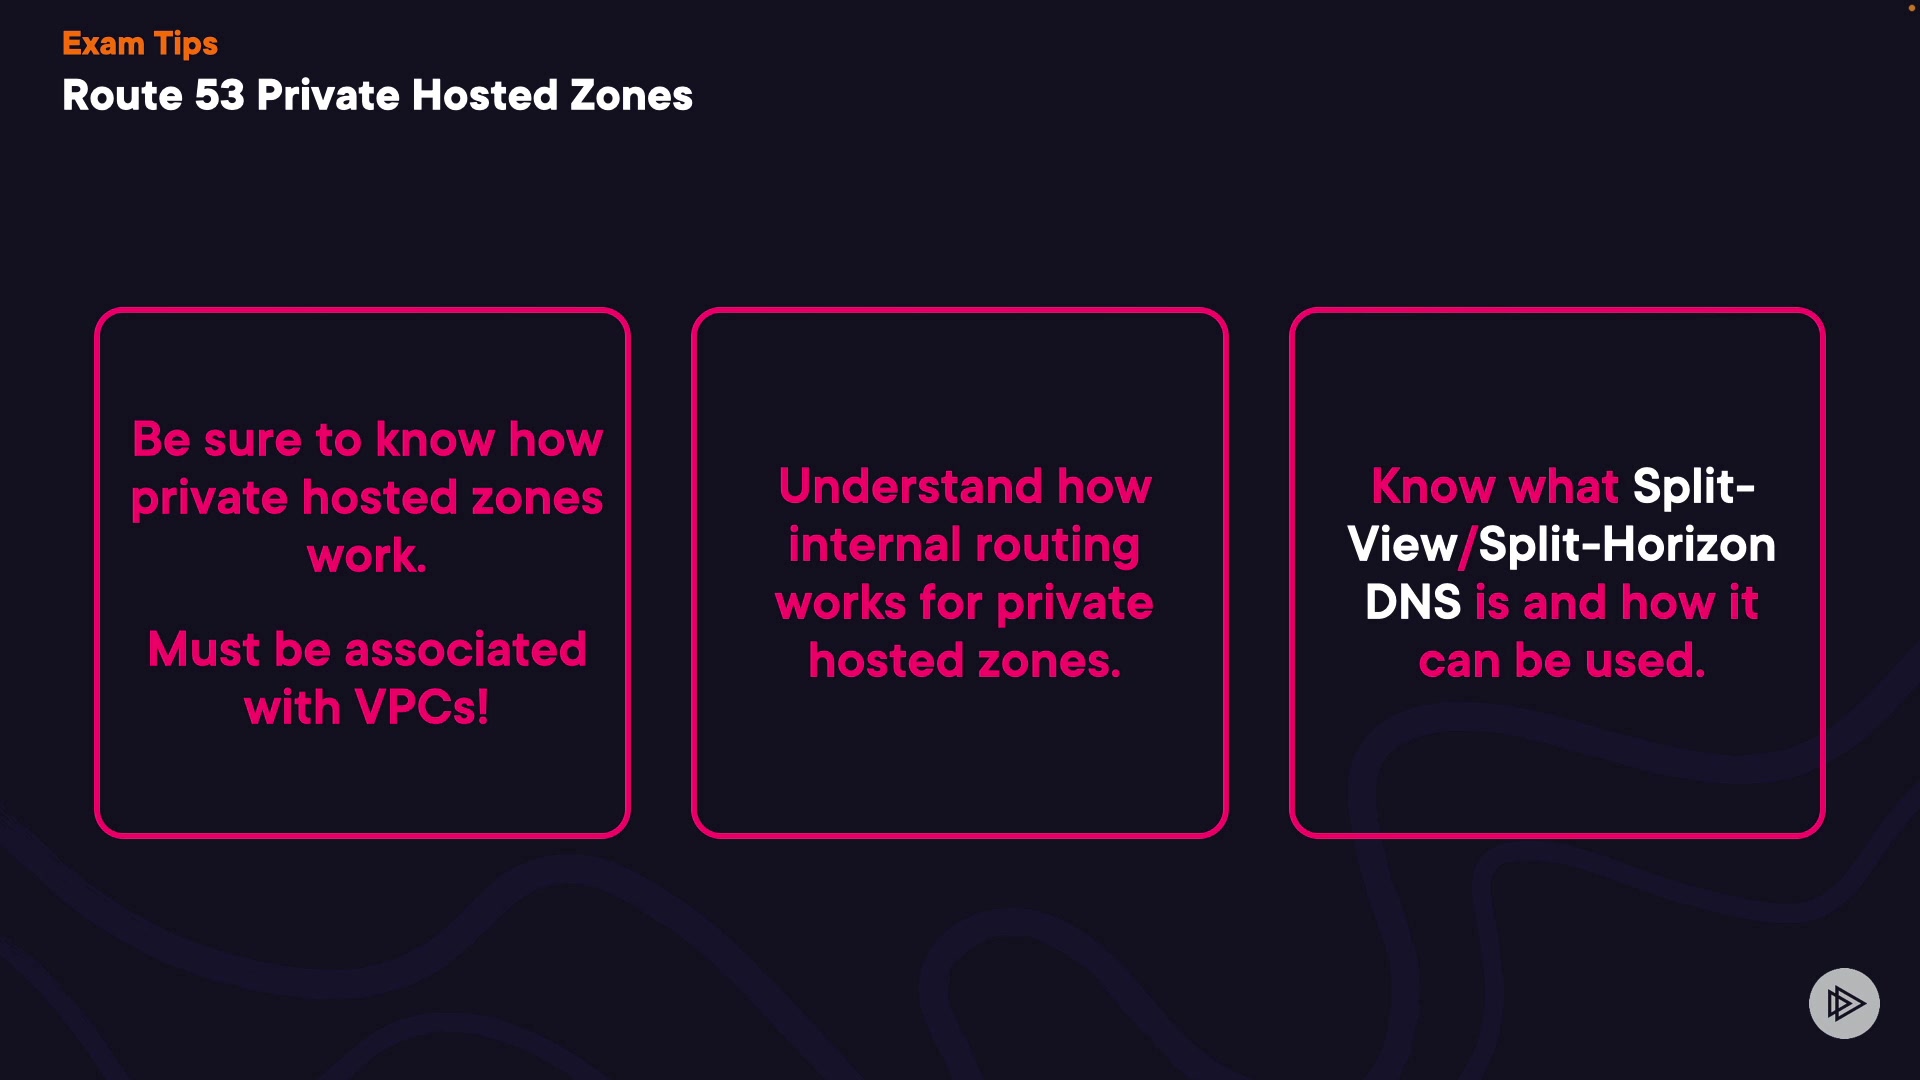 Exam Tips
Route 53 Private Hosted Zones
Be sure to know how
private hosted zones
work.
Must be associated
with VPCs!
Understand how
internal routing
works for private
hosted zones.
Know what Split-
View/Split-Horizon
DNS is and how it
can be used.